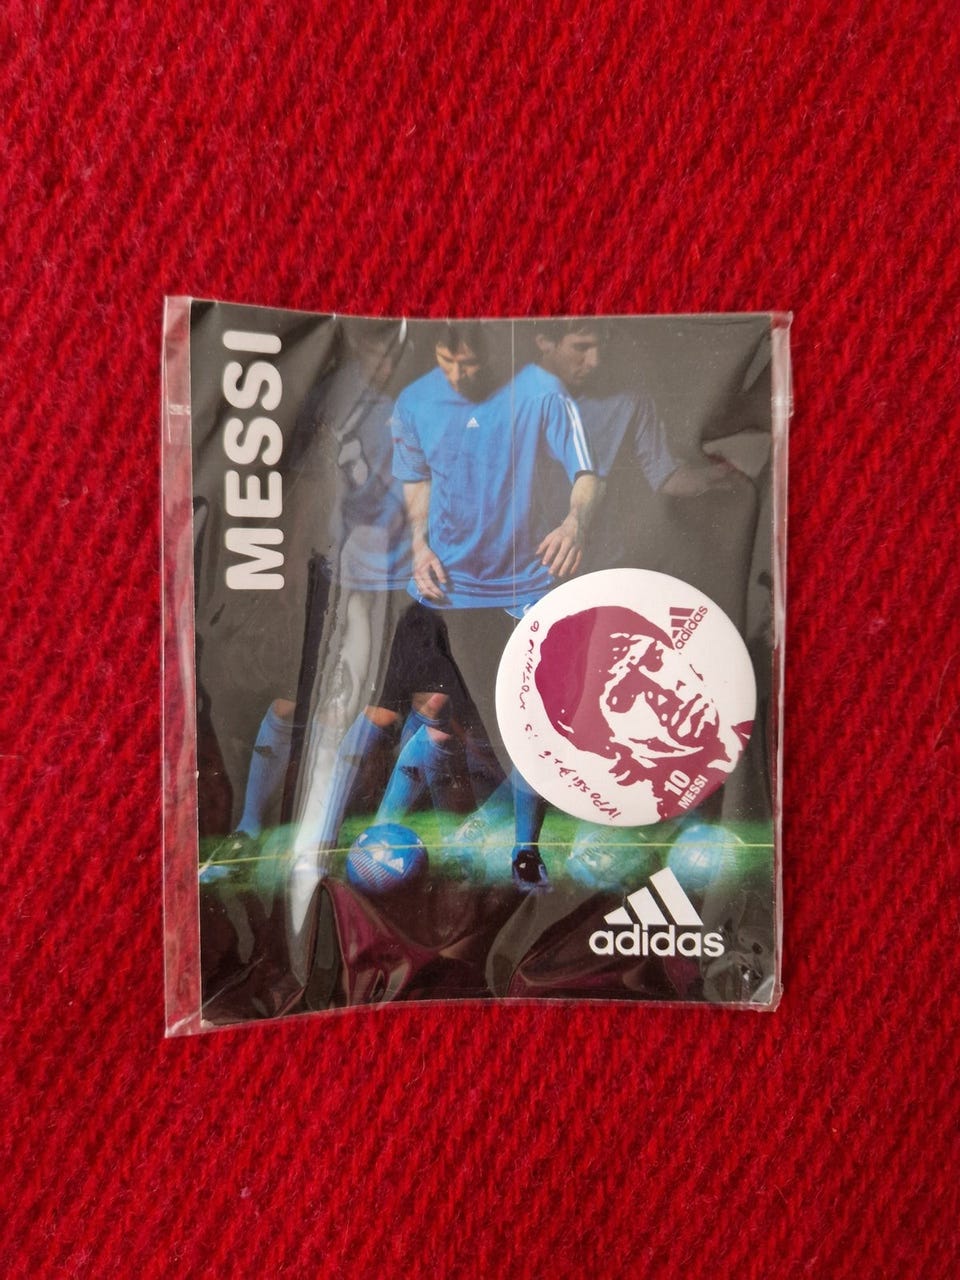 MESSI
adidas
impossible is nothing
10
MESSI
adidas